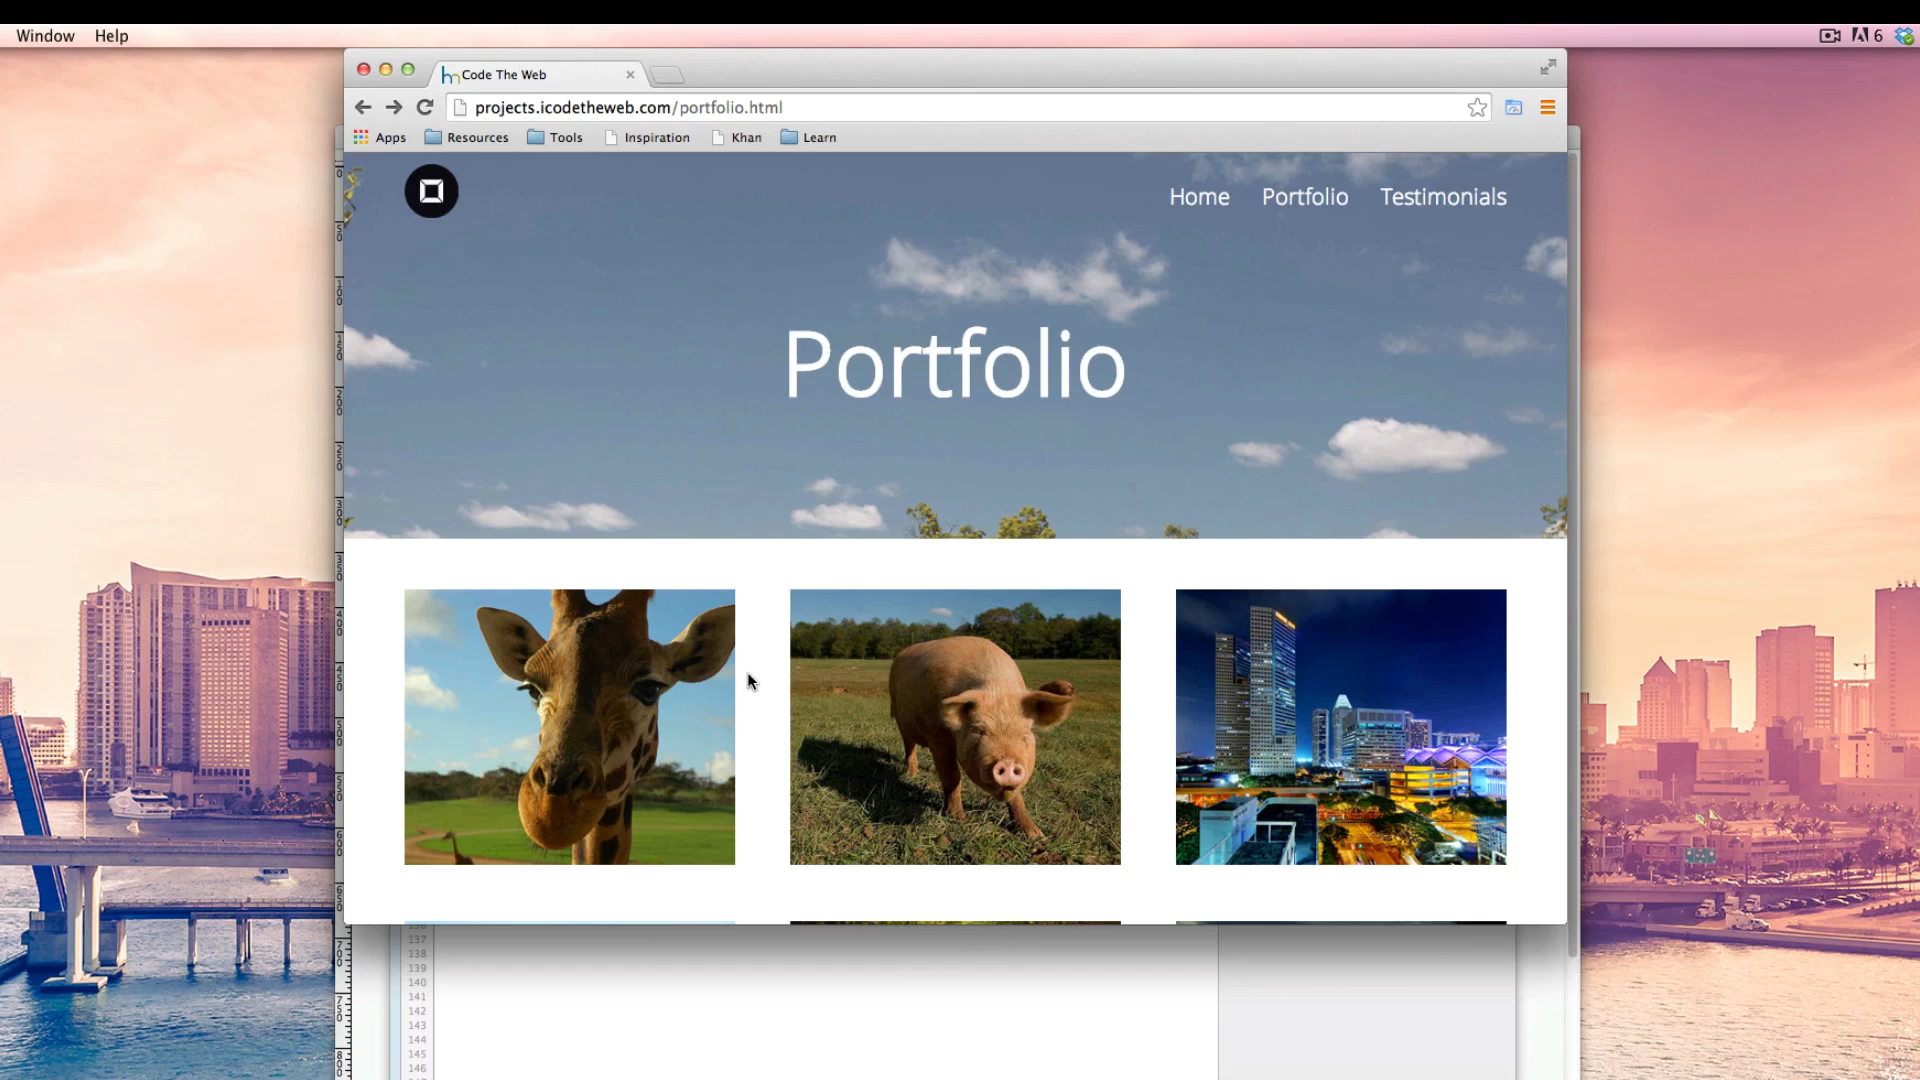 Window Help
6
Code The Web
projects.icodetheweb.com/portfolio.html
Apps Resources Tools Inspiration Khan Learn
Home Portfolio Testimonials
Portfolio
137
138
139
140
141
142
143
144
145
146